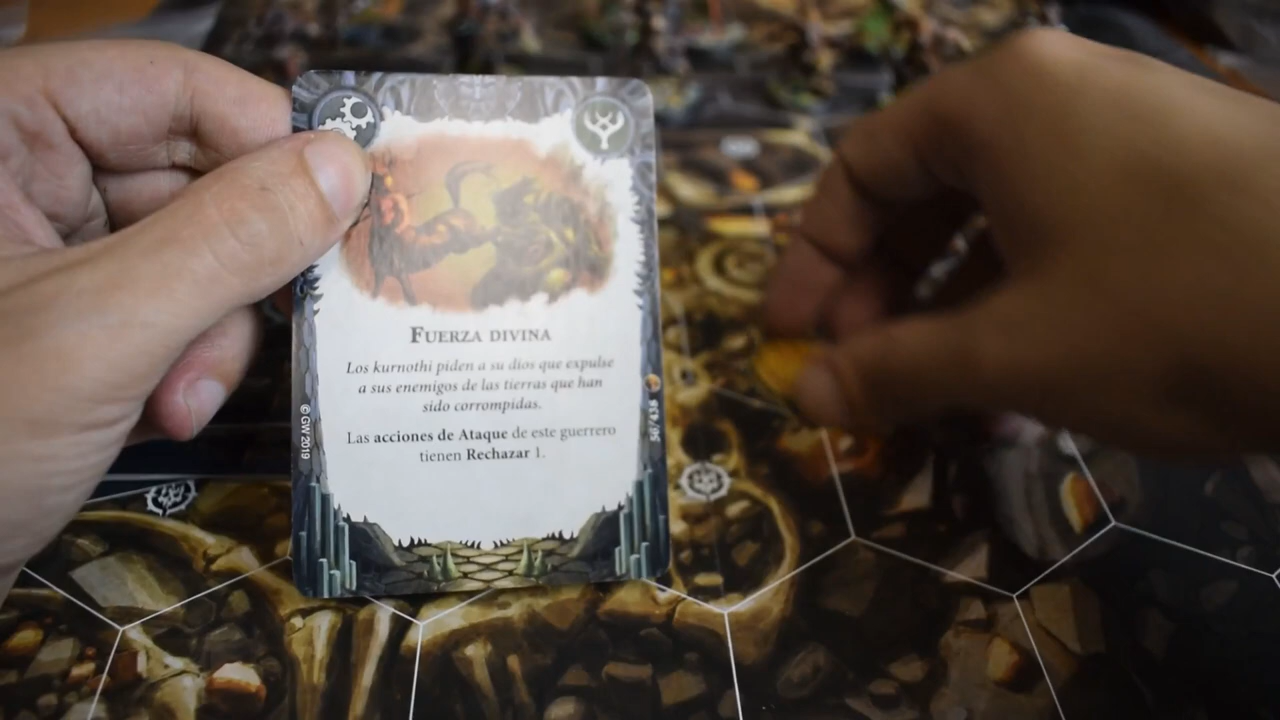 Fuerza divina
Los kurnothi piden a su dios que expulse
a sus enemigos de las tierras que han
sido corrompidas.
Las acciones de Ataque de este guerrero
tienen Rechazar 1.
© GW 2019